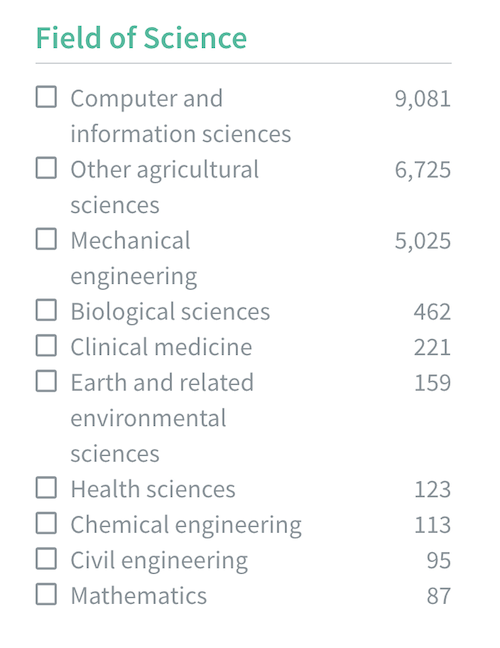 Field of Science
Computer and 9,081
information sciences
Other agricultural 6,725
sciences
Mechanical 5,025
engineering
Biological sciences 462
Clinical medicine 221
Earth and related 159
environmental
sciences
Health sciences 123
Chemical engineering 113
Civil engineering 95
Mathematics 87